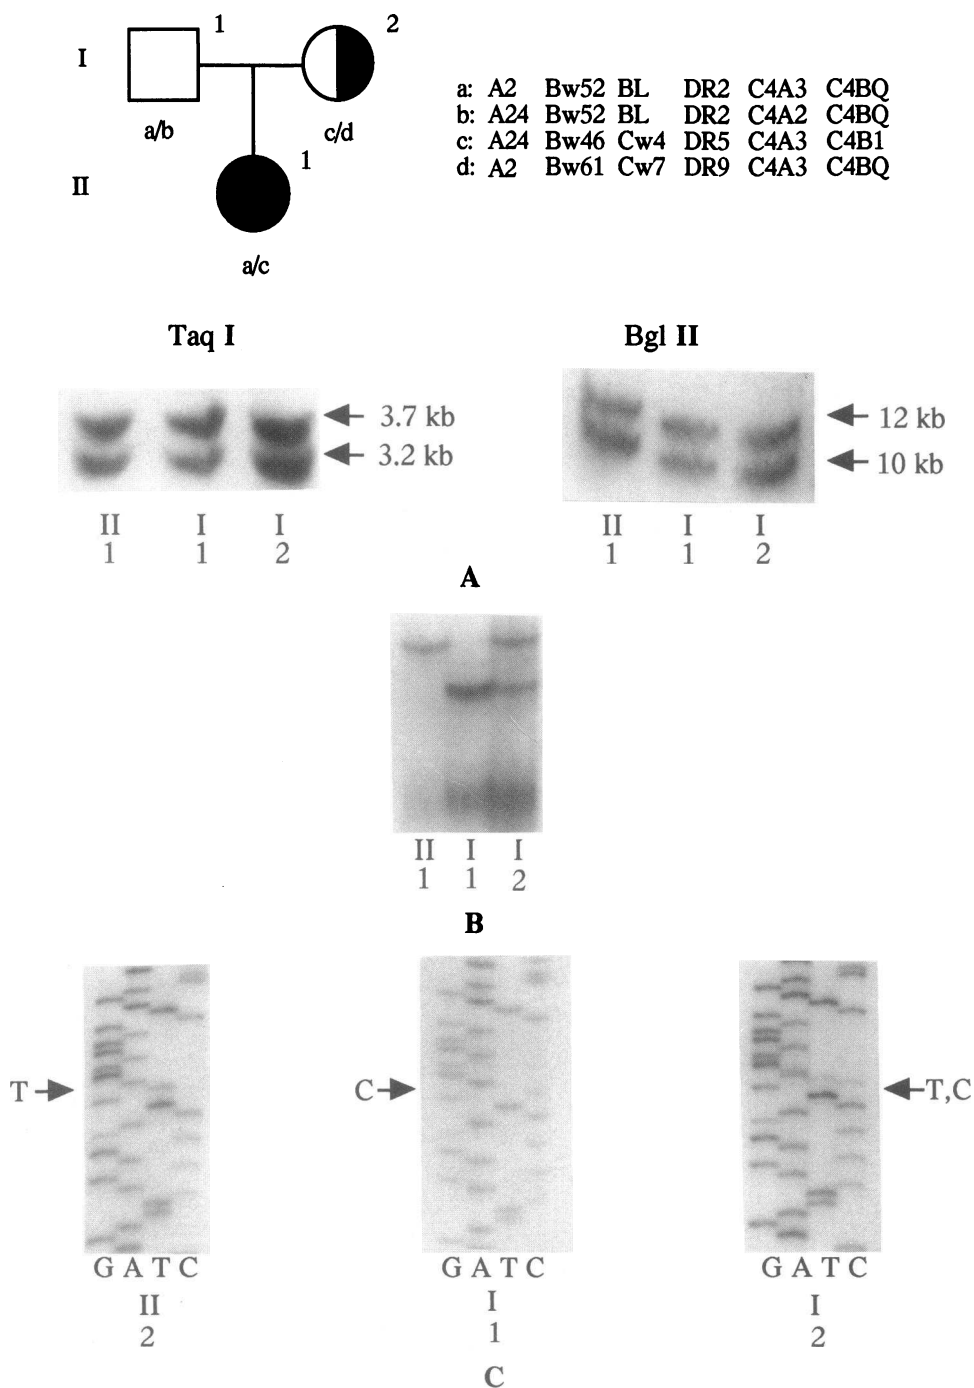 1 2
I
a/b c/d
1
II
a/c
a: A2 Bw52 BL DR2 C4A3 C4BQ
b: A24 Bw52 BL DR2 C4A2 C4BQ
c: A24 Bw46 Cw4 DR5 C4A3 C4B1
d: A2 Bw61 Cw7 DR9 C4A3 C4BQ
Taq I
Bgl II
3.7 kb
3.2 kb
12 kb
10 kb
II I I
1 1 2
II I I
1 1 2
A
II I I
1 1 2
B
T
C
T,C
G A T C
G A T C
G A T C
II
2
I
1
I
2
C